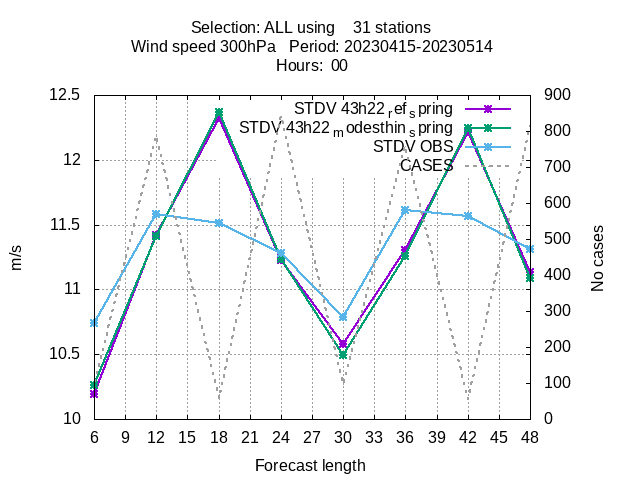 Selection: ALL using    31 stations
Wind speed 300hPa   Period: 20230415-20230514
Hours:  00
STDV 43h22_ref_spring
STDV 43h22_modesthin_spring
STDV OBS
CASES
12.5
12
11.5
11
10.5
10
900
800
700
600
500
400
300
200
100
0
m/s
No cases
6 9 12 15 18 21 24 27 30 33 36 39 42 45 48
Forecast length